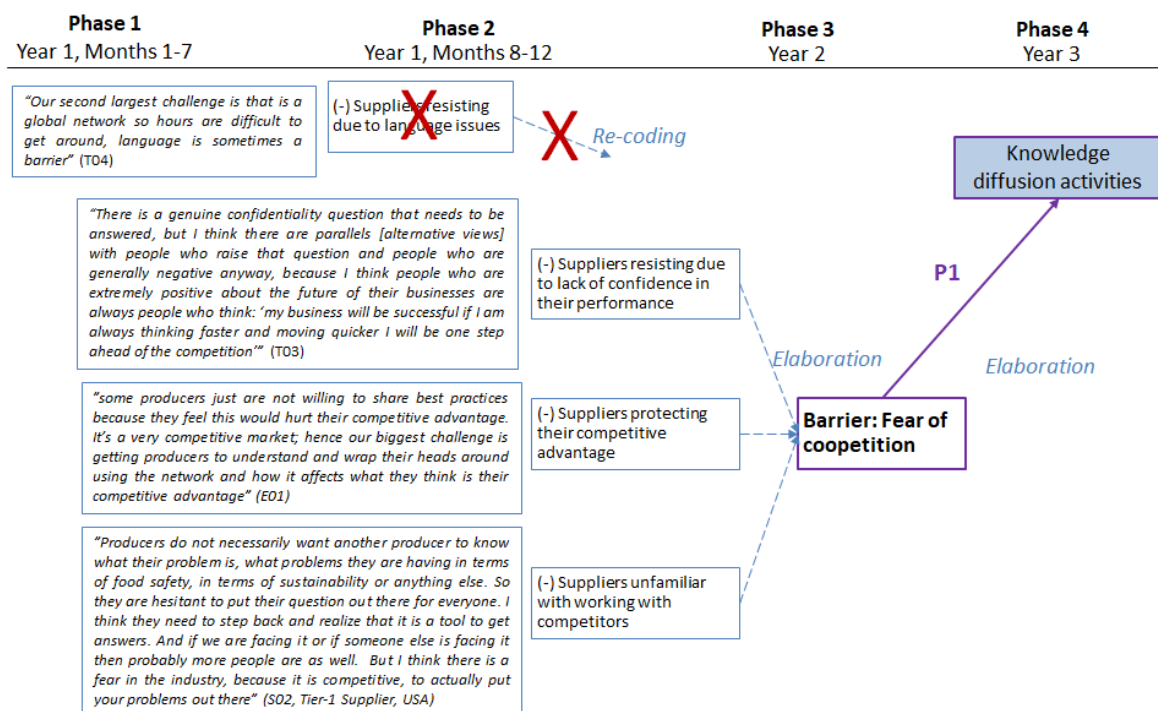 Phase 1
Year 1, Months 1-7
Phase 2
Year 1, Months 8-12
Phase 3
Year 2
Phase 4
Year 3
"Our second largest challenge is that is a
global network so hours are difficult to
get around, language is sometimes a
barrier" (T04)
(-) Suppliers resisting
due to language issues
X
X
Re-coding
Knowledge
diffusion activities
"There is a genuine confidentiality question that needs to be
answered, but I think there are parallels [alternative views]
with people who raise that question and people who are
generally negative anyway, because I think people who are
extremely positive about the future of their businesses are
always people who think: 'my business will be successful if I am
always thinking faster and moving quicker I will be one step
ahead of the competition'" (T03)
(-) Suppliers resisting due
to lack of confidence in
their performance
P1
Elaboration
Elaboration
"some producers just are not willing to share best practices
because they feel this would hurt their competitive advantage.
It's a very competitive market; hence our biggest challenge is
getting producers to understand and wrap their heads around
using the network and how it affects what they think is their
competitive advantage" (E01)
(-) Suppliers protecting
their competitive
advantage
Barrier: Fear of
coopetition
"Producers do not necessarily want another producer to know
what their problem is, what problems they are having in terms
of food safety, in terms of sustainability or anything else. So
they are hesitant to put their question out there for everyone. I
think they need to step back and realize that it is a tool to get
answers. And if we are facing it or if someone else is facing it
then probably more people are as well. But I think there is a
fear in the industry, because it is competitive, to actually put
your problems out there" (S02, Tier-1 Supplier, USA)
(-) Suppliers unfamiliar
with working with
competitors